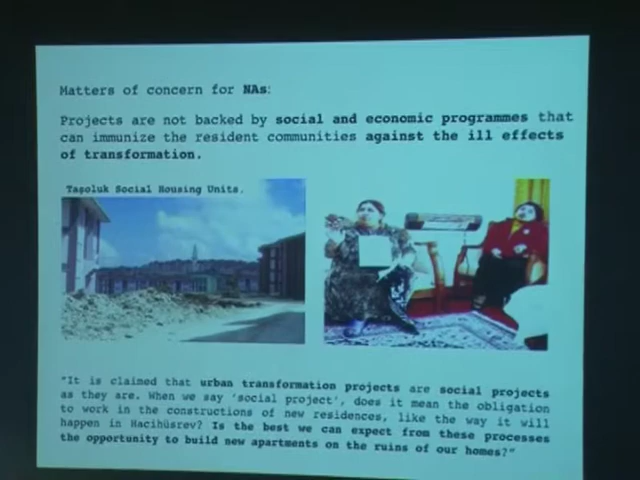 Matters of concern for NAs:
Projects are not backed by social and economic programmes that
can immunize the resident communities against the ill effects
of transformation.
Taşoluk Social Housing Units.
"It is claimed that urban transformation projects are social projects
as they are. When we say 'social project', does it mean the obligation
to work in the constructions of new residences, like the way it will
happen in Hacıhüsrev? Is the best we can expect from these processes
the opportunity to build new apartments on the ruins of our homes?"